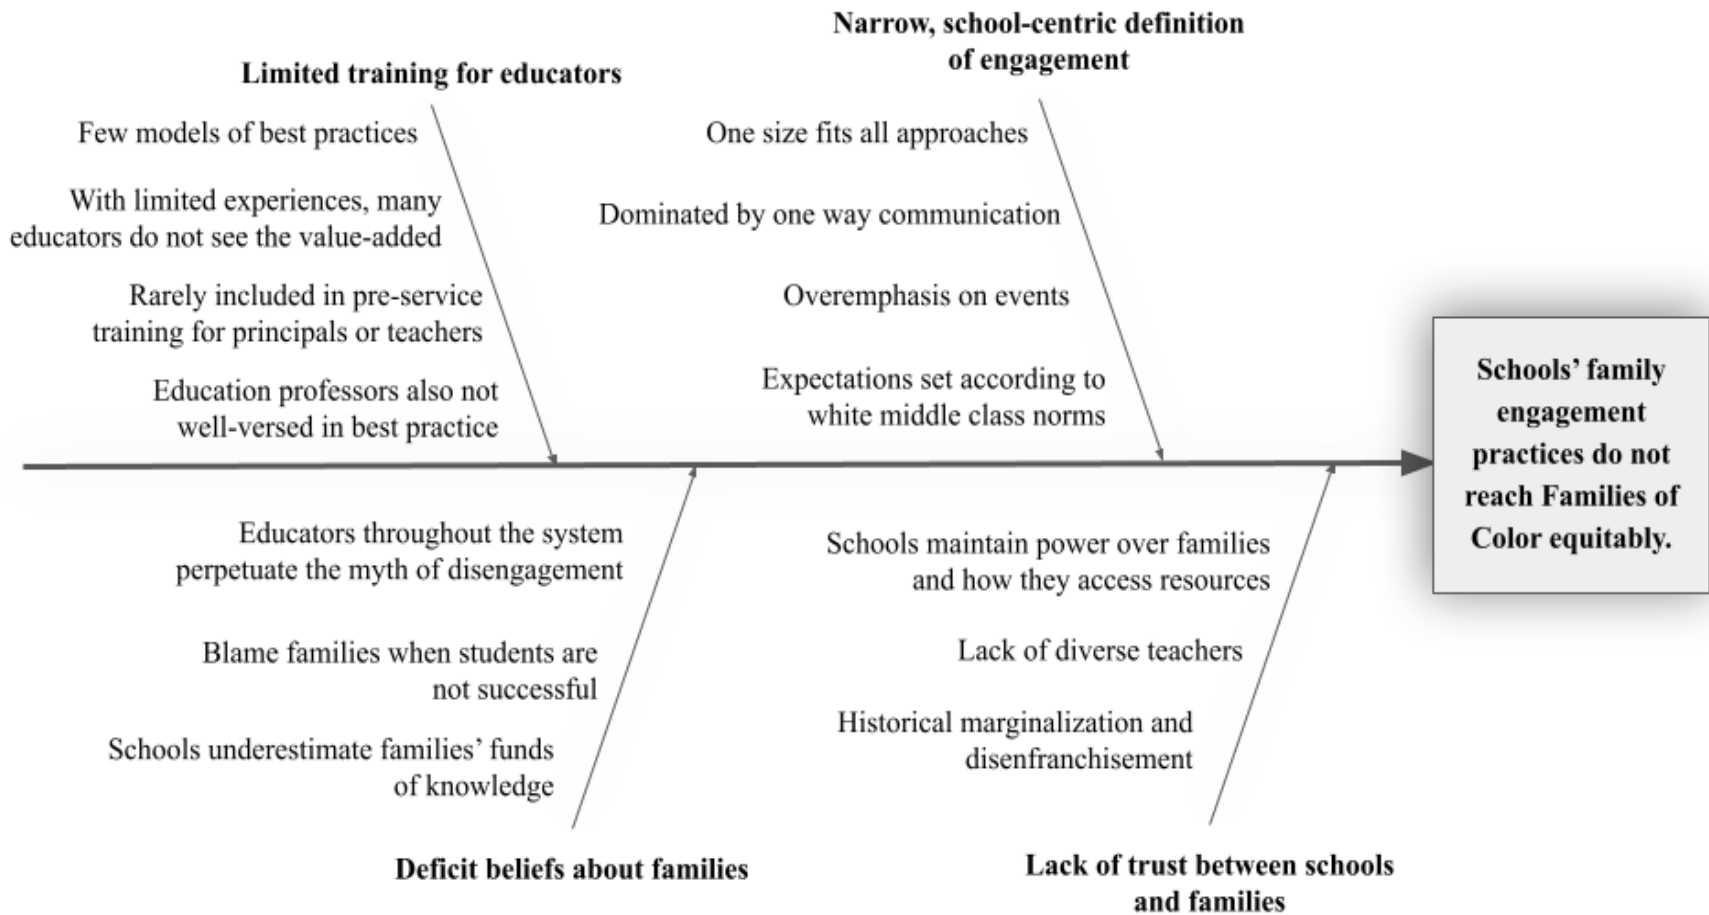 Limited training for educators
Few models of best practices
With limited experiences, many
educators do not see the value-added
Rarely included in pre-service
training for principals or teachers
Education professors also not
well-versed in best practice
Narrow, school-centric definition
of engagement
One size fits all approaches
Dominated by one way communication
Overemphasis on events
Expectations set according to
white middle class norms
Educators throughout the system
perpetuate the myth of disengagement
Blame families when students are
not successful
Schools underestimate families’ funds
of knowledge
Deficit beliefs about families
Schools maintain power over families
and how they access resources
Lack of diverse teachers
Historical marginalization and
disenfranchisement
Lack of trust between schools
and families
Schools’ family
engagement
practices do not
reach Families of
Color equitably.